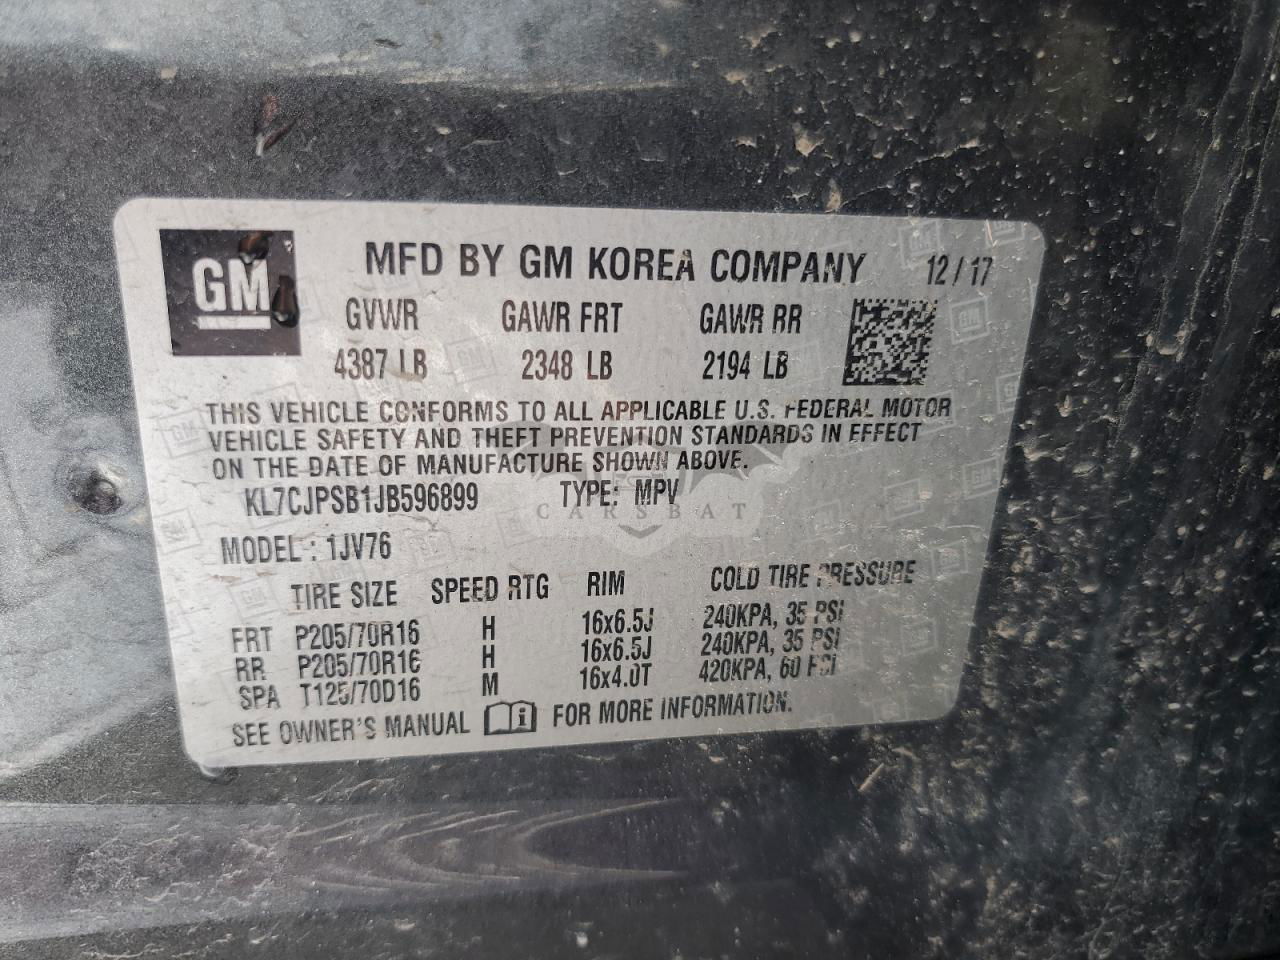 GM
MFD BY GM KOREA COMPANY 12/17
GVWR GAWR FRT GAWR RR
4387 LB 2348 LB 2194 LB
THIS VEHICLE CONFORMS TO ALL APPLICABLE U.S. FEDERAL MOTOR
VEHICLE SAFETY AND THEFT PREVENTION STANDARDS IN EFFECT
ON THE DATE OF MANUFACTURE SHOWN ABOVE.
KL7CJPSB1JB596899 TYPE: MPV
CARSBAT
MODEL : 1JV76
TIRE SIZE SPEED RTG RIM COLD TIRE PRESSURE
FRT P205/70R16 H 16x6.5J 240KPA, 35 PSI
RR P205/70R16 H 16x6.5J 240KPA, 35 PSI
SPA T125/70D16 M 16x4.0T 420KPA, 60 PSI
SEE OWNER'S MANUAL i FOR MORE INFORMATION.